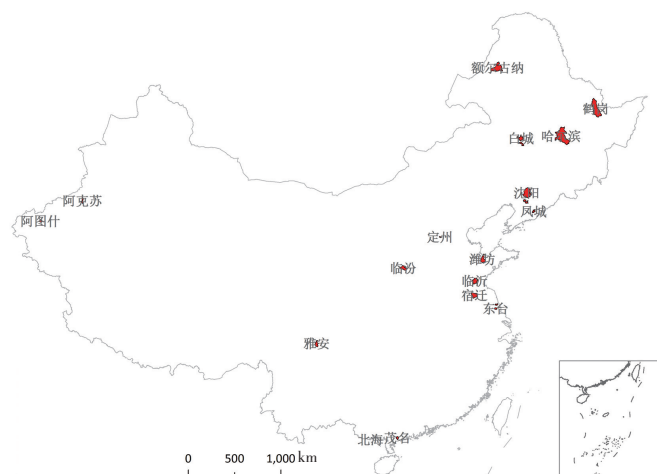 额尔古纳
鹤岗
白城
哈尔滨
沈阳
凤城
阿克苏
阿图什
定州
潍坊
临汾
临沂
宿迁
东台
雅安
北海
茂名
0 500 1,000 km